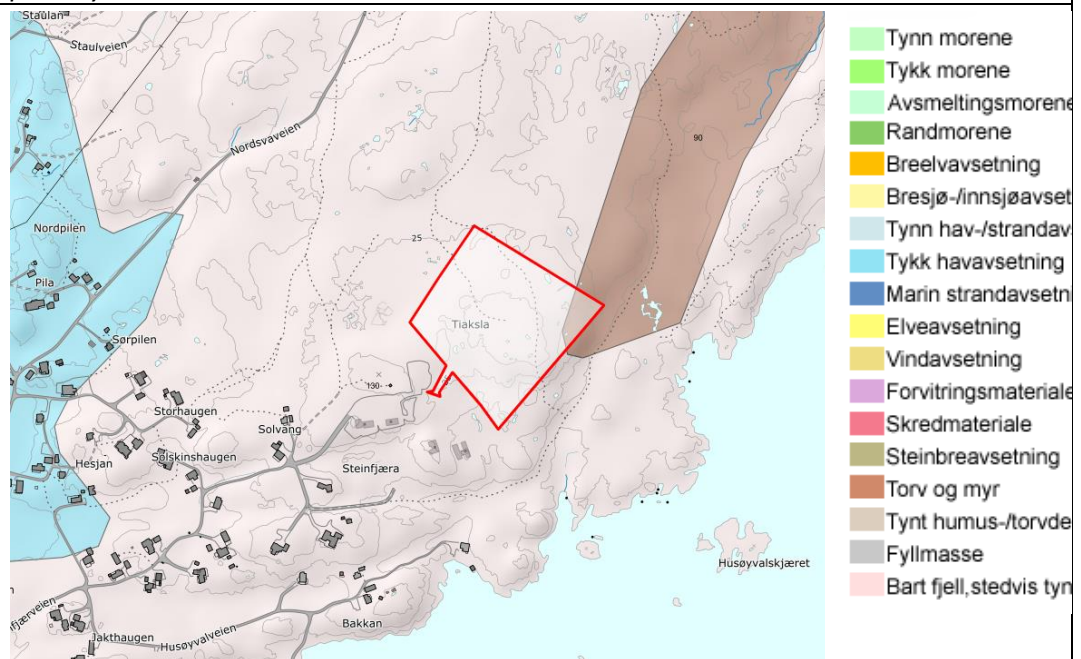 Staulan
Staulveien
Nordsvaveien
90
Nordpilen
25
Pila
Tiaksla
Sørpilen
130
Storhaugen
Solvang
Solskinshaugen
Hesjan
Steinfjæra
Husøyvalskjæret
Bakkan
Jakthaugen
Husøyvalveien
Tynn morene
Tykk morene
Avsmeltingsmorene
Randmorene
Breelvavsetning
Bresjø-/innsjøavset
Tynn hav-/strandav
Tykk havavsetning
Marin strandavsetn
Elveavsetning
Vindavsetning
Forvitringsmateriale
Skredmateriale
Steinbreavsetning
Torv og myr
Tynt humus-/torvde
Fyllmasse
Bart fjell,stedvis tyn